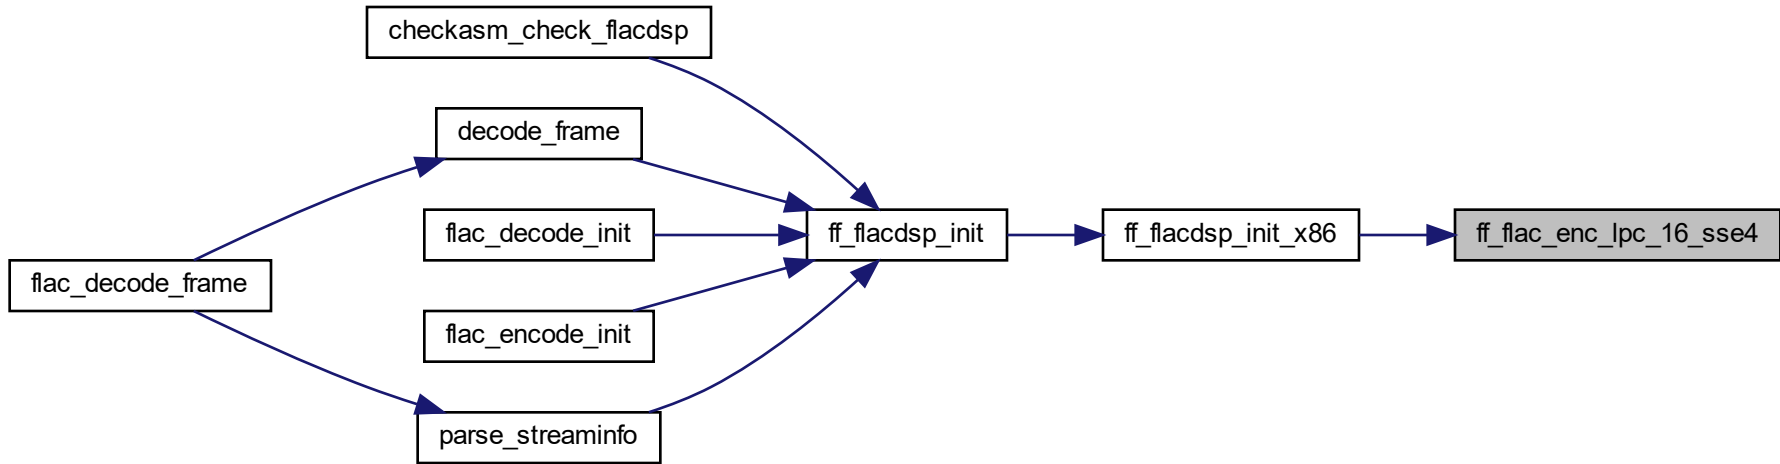 checkasm_check_flacdsp
decode_frame
flac_decode_init
ff_flacdsp_init
ff_flacdsp_init_x86
ff_flac_enc_lpc_16_sse4
flac_decode_frame
flac_encode_init
parse_streaminfo